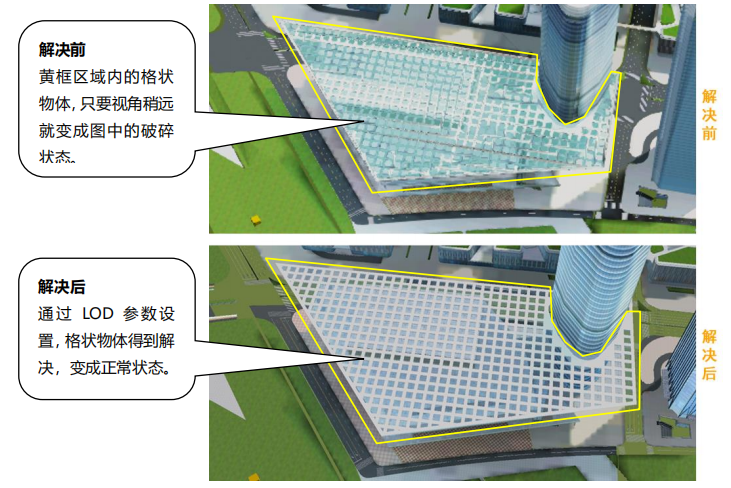 解决前
黄框区域内的格状
物体，只要视角稍远
就变成图中的破碎
状态。
解决前
解决后
通过 LOD 参数设
置，格状物体得到解
决，变成正常状态。
解决后